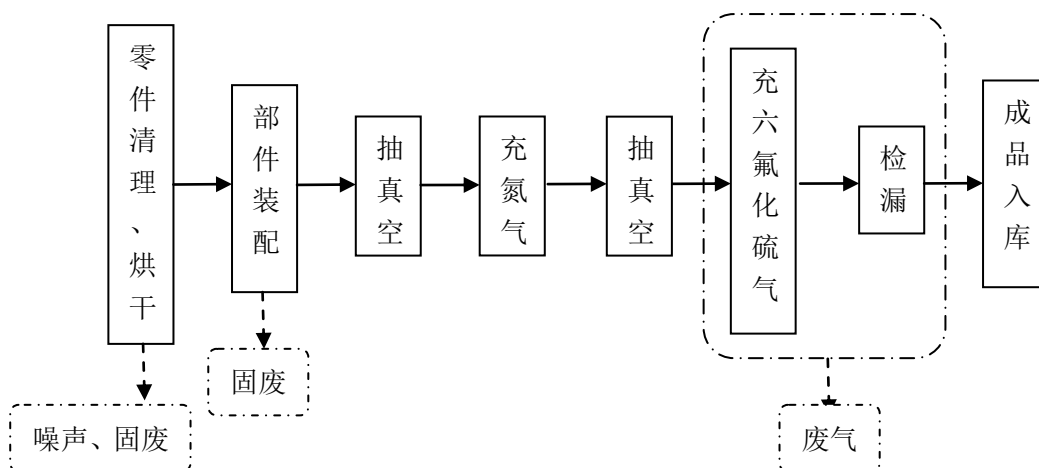 零件清理、烘干
部件装配
抽真空
充氮气
抽真空
充六氟化硫气
检漏
成品入库
固废
噪声、固废
废气